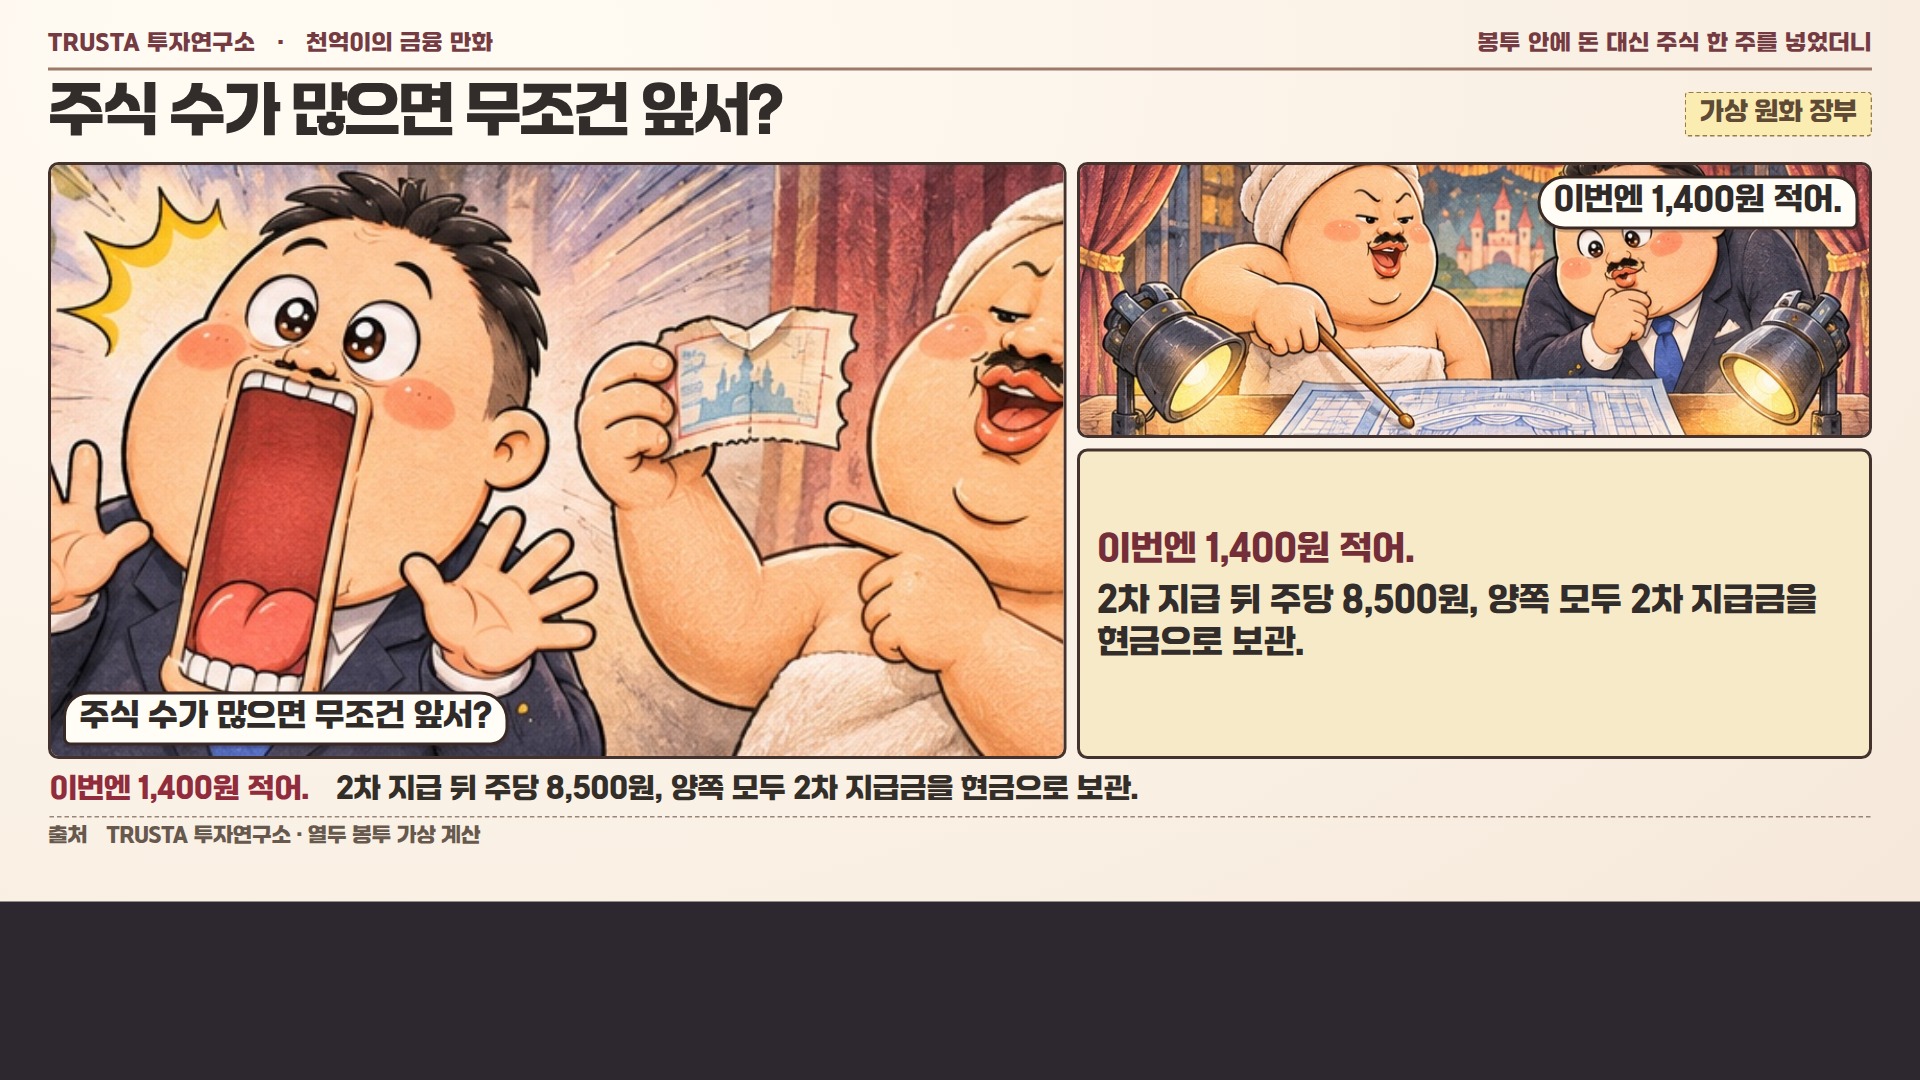 TRUSTA 투자연구소 · 천억이의 금융 만화
봉투 안에 돈 대신 주식 한 주를 넣었더니
주식 수가 많으면 무조건 앞서?
가상 원화 장부
이번엔 1,400원 적어.
주식 수가 많으면 무조건 앞서?
이번엔 1,400원 적어.
2차 지급 뒤 주당 8,500원, 양쪽 모두 2차 지급금을
현금으로 보관.
이번엔 1,400원 적어. 2차 지급 뒤 주당 8,500원, 양쪽 모두 2차 지급금을 현금으로 보관.
출처 TRUSTA 투자연구소 · 열두 봉투 가상 계산